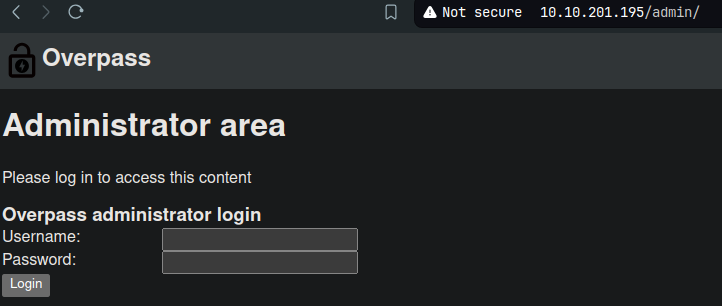 Not secure 10.10.201.195/admin/
Overpass
Administrator area
Please log in to access this content
Overpass administrator login
Username:
Password:
Login